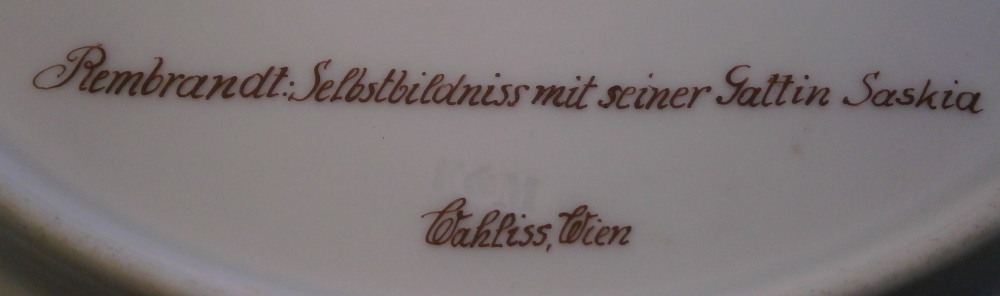 Rembrandt: Selbstbildniss mit seiner Gattin Saskia
Wahliss, Wien